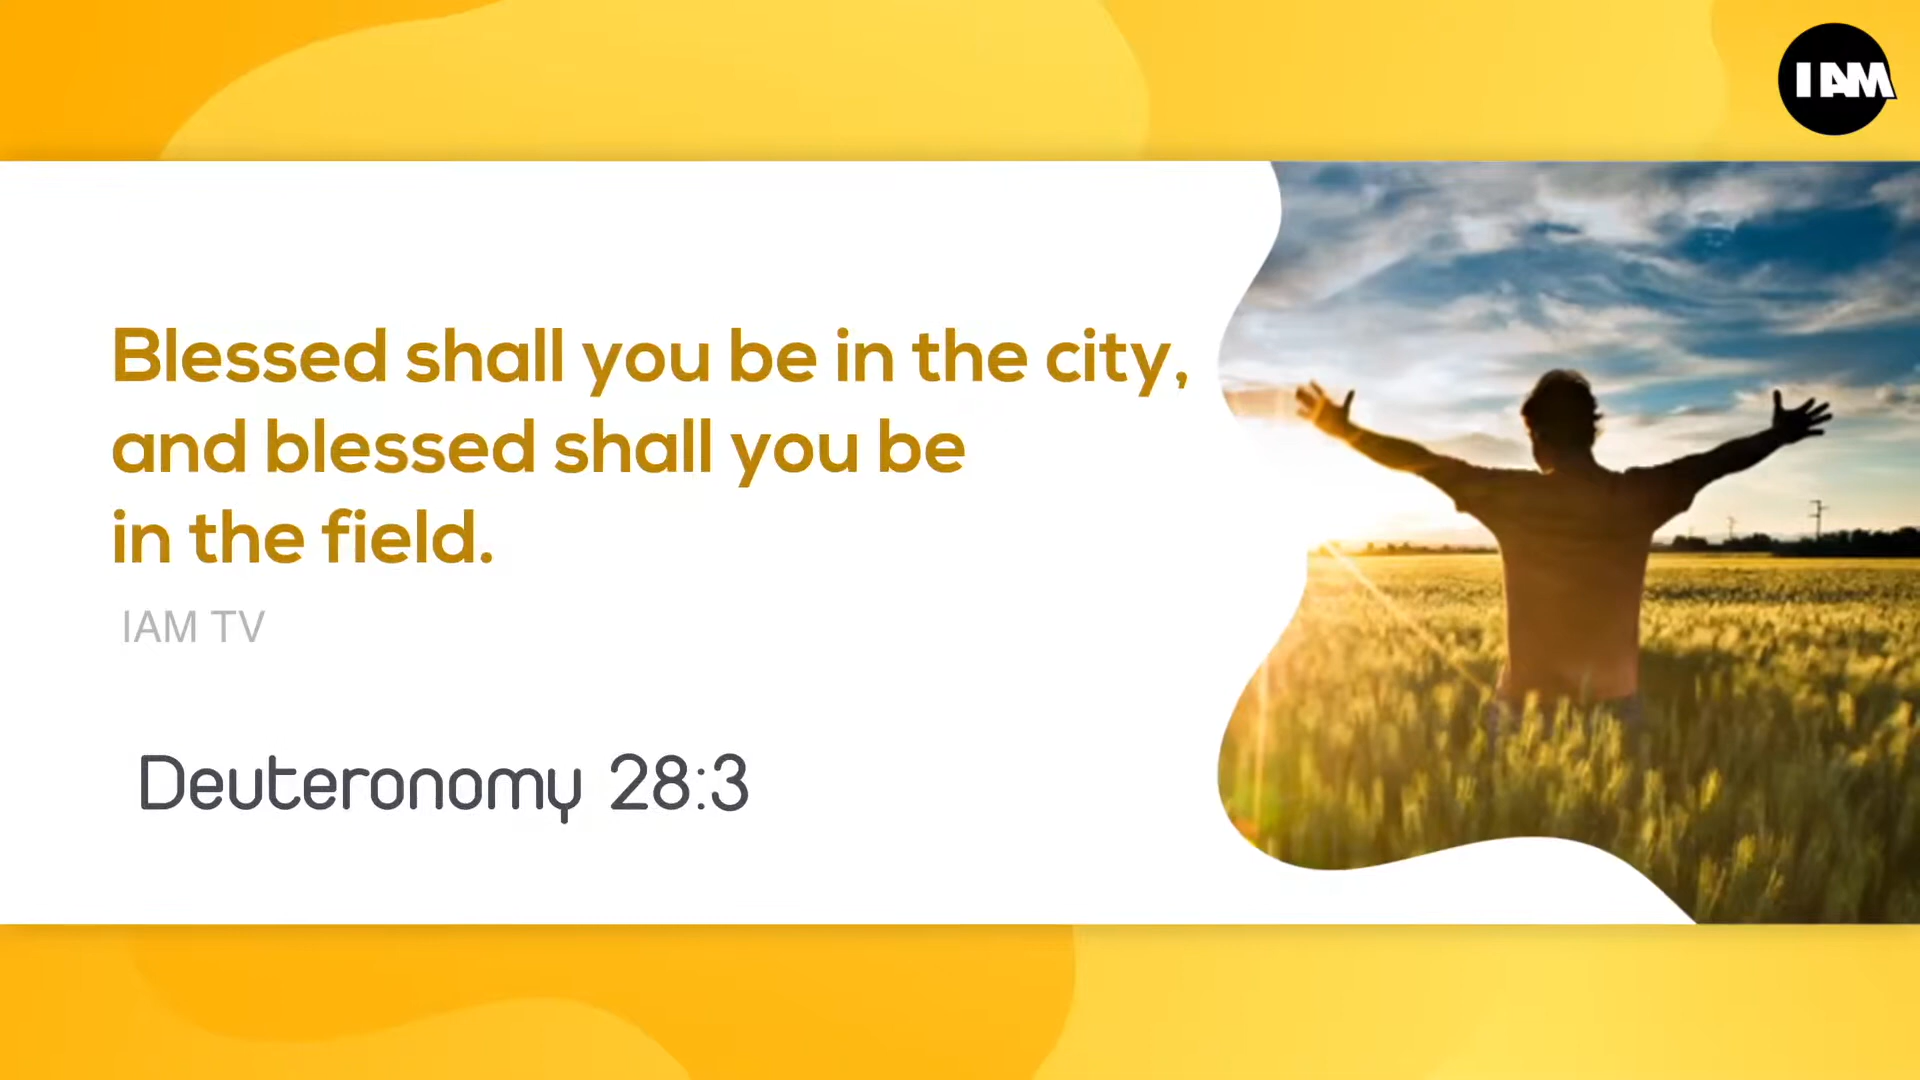 I AM
Blessed shall you be in the city,
and blessed shall you be
in the field.
IAM TV
Deuteronomy 28:3